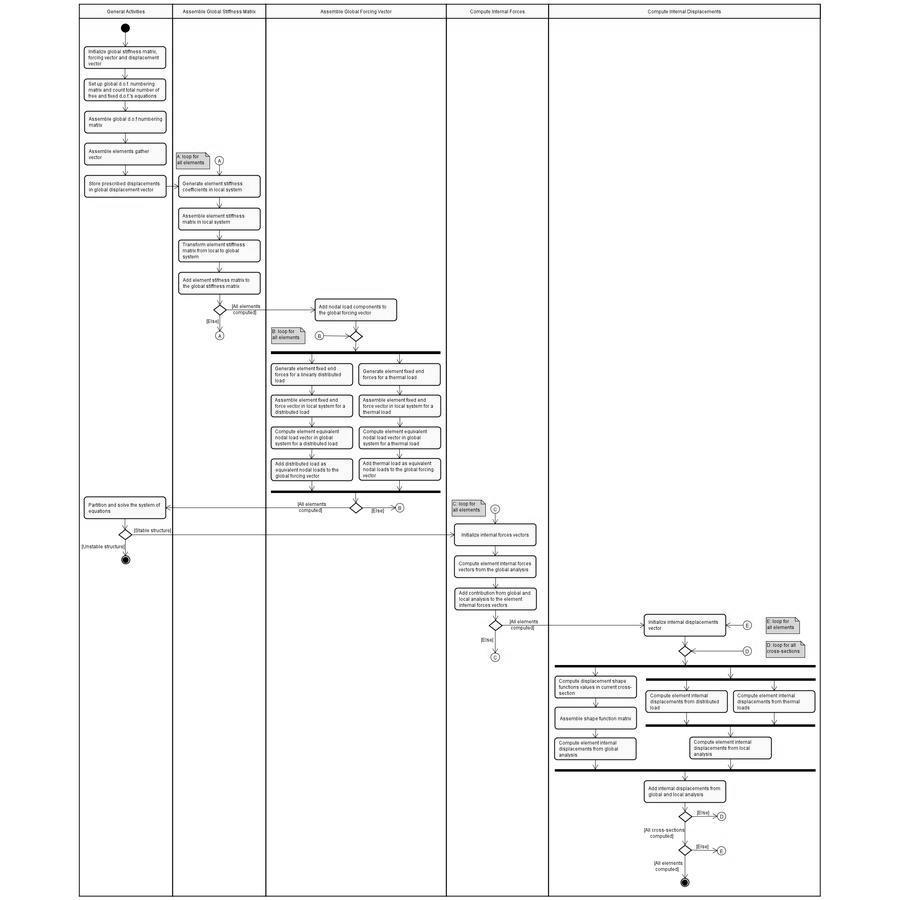 General Activities
Assemble Global Stiffness Matrix
Assemble Global Forcing Vector
Compute Internal Forces
Compute Internal Displacements
Initialize global stiffness matrix,
forcing vector and displacement
vector
Set up global d.o.f. numbering
matrix and count total number of
free and fixed d.o.f.'s equations
Assemble global d.o.f numbering
matrix
Assemble elements gather
vector
Store prescribed displacements
in global displacement vector
A: loop for
all elements
A
Generate element stiffness
coefficients in local system
Assemble element stiffness
matrix in local system
Transform element stiffness
matrix from local to global
system
Add element stiffness matrix to
the global stiffness matrix
[All elements
computed]
[Else]
A
Add nodal load components to
the global forcing vector
B: loop for
all elements
B
Generate element fixed end
forces for a linearly distributed
load
Assemble element fixed end
force vector in local system for a
distributed load
Compute element equivalent
nodal load vector in global
system for a distributed load
Add distributed load as
equivalent nodal loads to the
global forcing vector
Generate element fixed end
forces for a thermal load
Assemble element fixed end
force vector in local system for a
thermal load
Compute element equivalent
nodal load vector in global
system for a thermal load
Add thermal load as equivalent
nodal loads to the global forcing
vector
[All elements
computed]
[Else]
B
Partition and solve the system of
equations
[Stable structure]
[Unstable structure]
C: loop for
all elements
C
Initialize internal forces vectors
Compute element internal forces
vectors from the global analysis
Add contribution from global and
local analysis to the element
internal forces vectors
[All elements
computed]
[Else]
C
Initialize internal displacements
vector
E
E: loop for
all elements
D
D: loop for all
cross-sections
Compute displacement shape
functions values in current cross-
section
Assemble shape function matrix
Compute element internal
displacements from global
analysis
Compute element internal
displacements from distributed
load
Compute element internal
displacements from thermal
loads
Compute element internal
displacements from local
analysis
Add internal displacements from
global and local analysis
[Else]
D
[All cross-sections
computed]
[Else]
E
[All elements
computed]